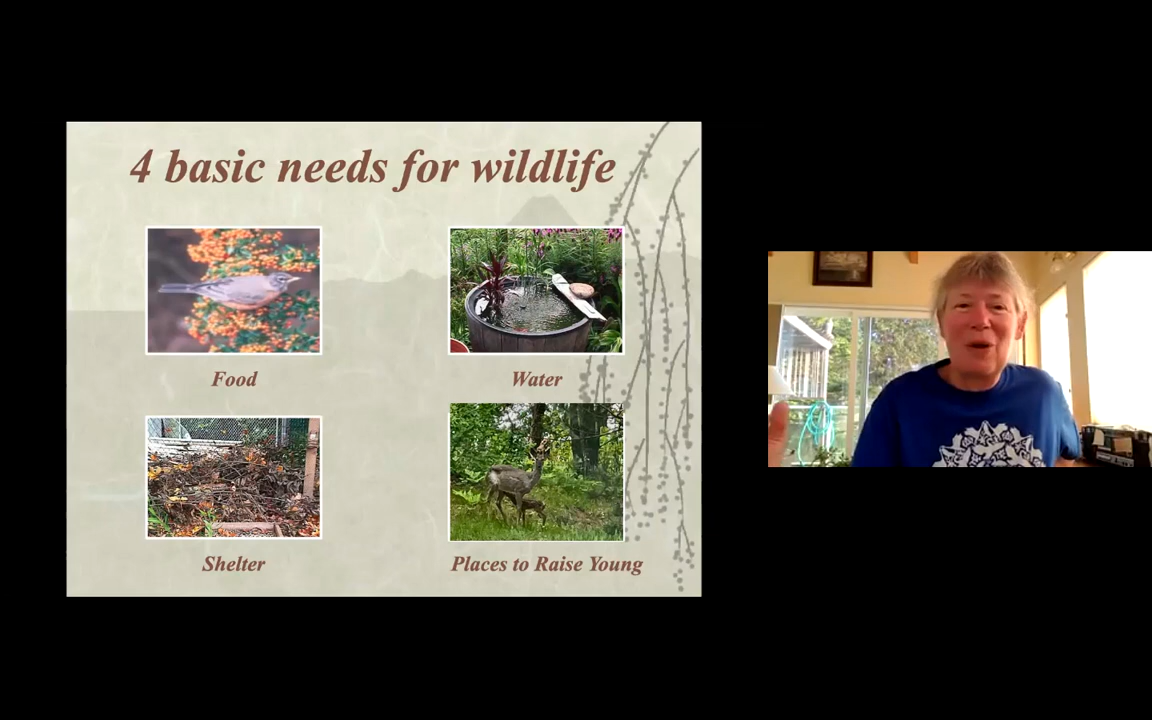 4 basic needs for wildlife
Food
Water
Shelter
Places to Raise Young